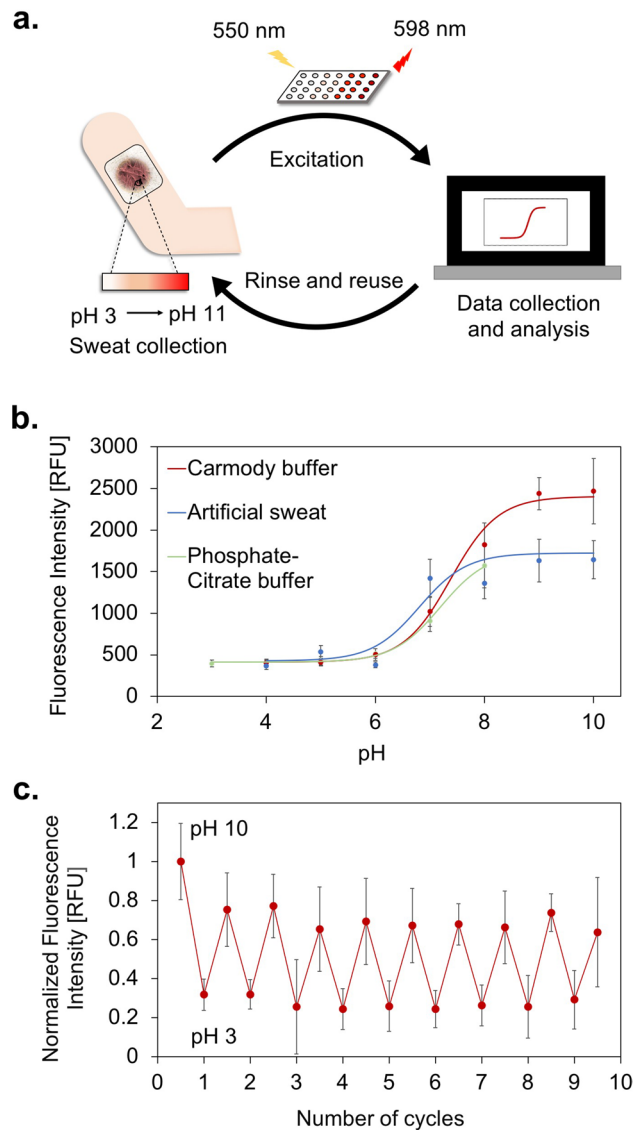 a.
550 nm
598 nm
Excitation
Rinse and reuse
pH 3 → pH 11
Sweat collection
Data collection
and analysis
b.
Fluorescence Intensity [RFU]
3000
2500
2000
1500
1000
500
0
Carmody buffer
Artificial sweat
Phosphate-
Citrate buffer
2
4
6
8
10
pH
c.
Normalized Fluorescence
Intensity [RFU]
1.2
1
0.8
0.6
0.4
0.2
0
pH 10
pH 3
0
1
2
3
4
5
6
7
8
9
10
Number of cycles